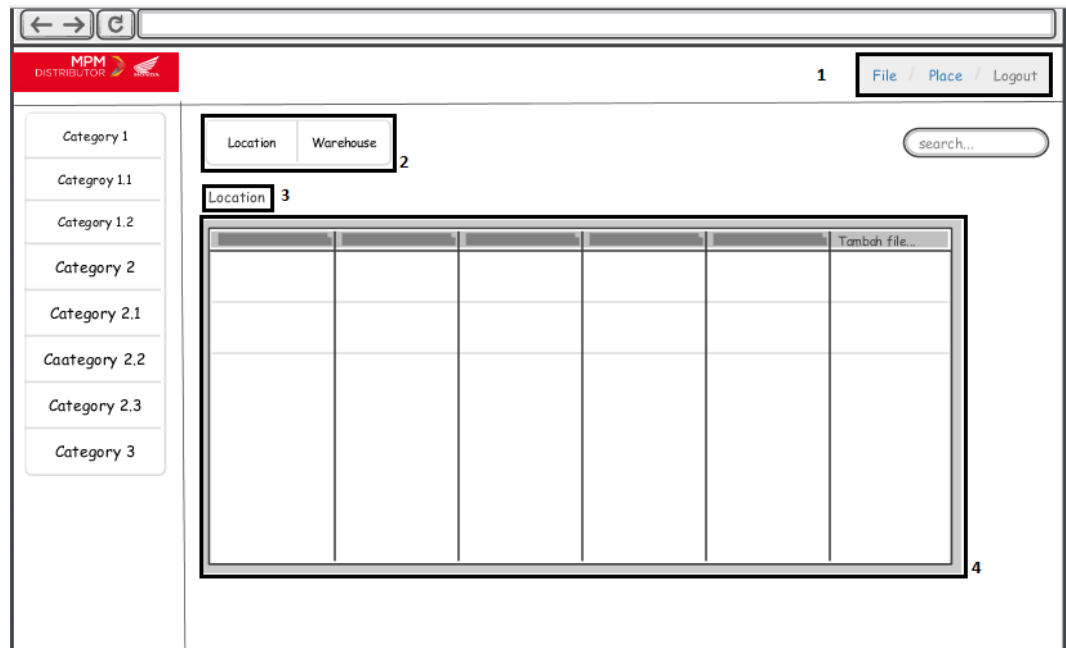 MPM
DISTRIBUTOR
HONDA
1
File / Place / Logout
Category 1
Categroy 1.1
Category 1.2
Category 2
Category 2.1
Caategory 2.2
Category 2.3
Category 3
Location Warehouse
2
search...
Location
3
Tambah file...
4